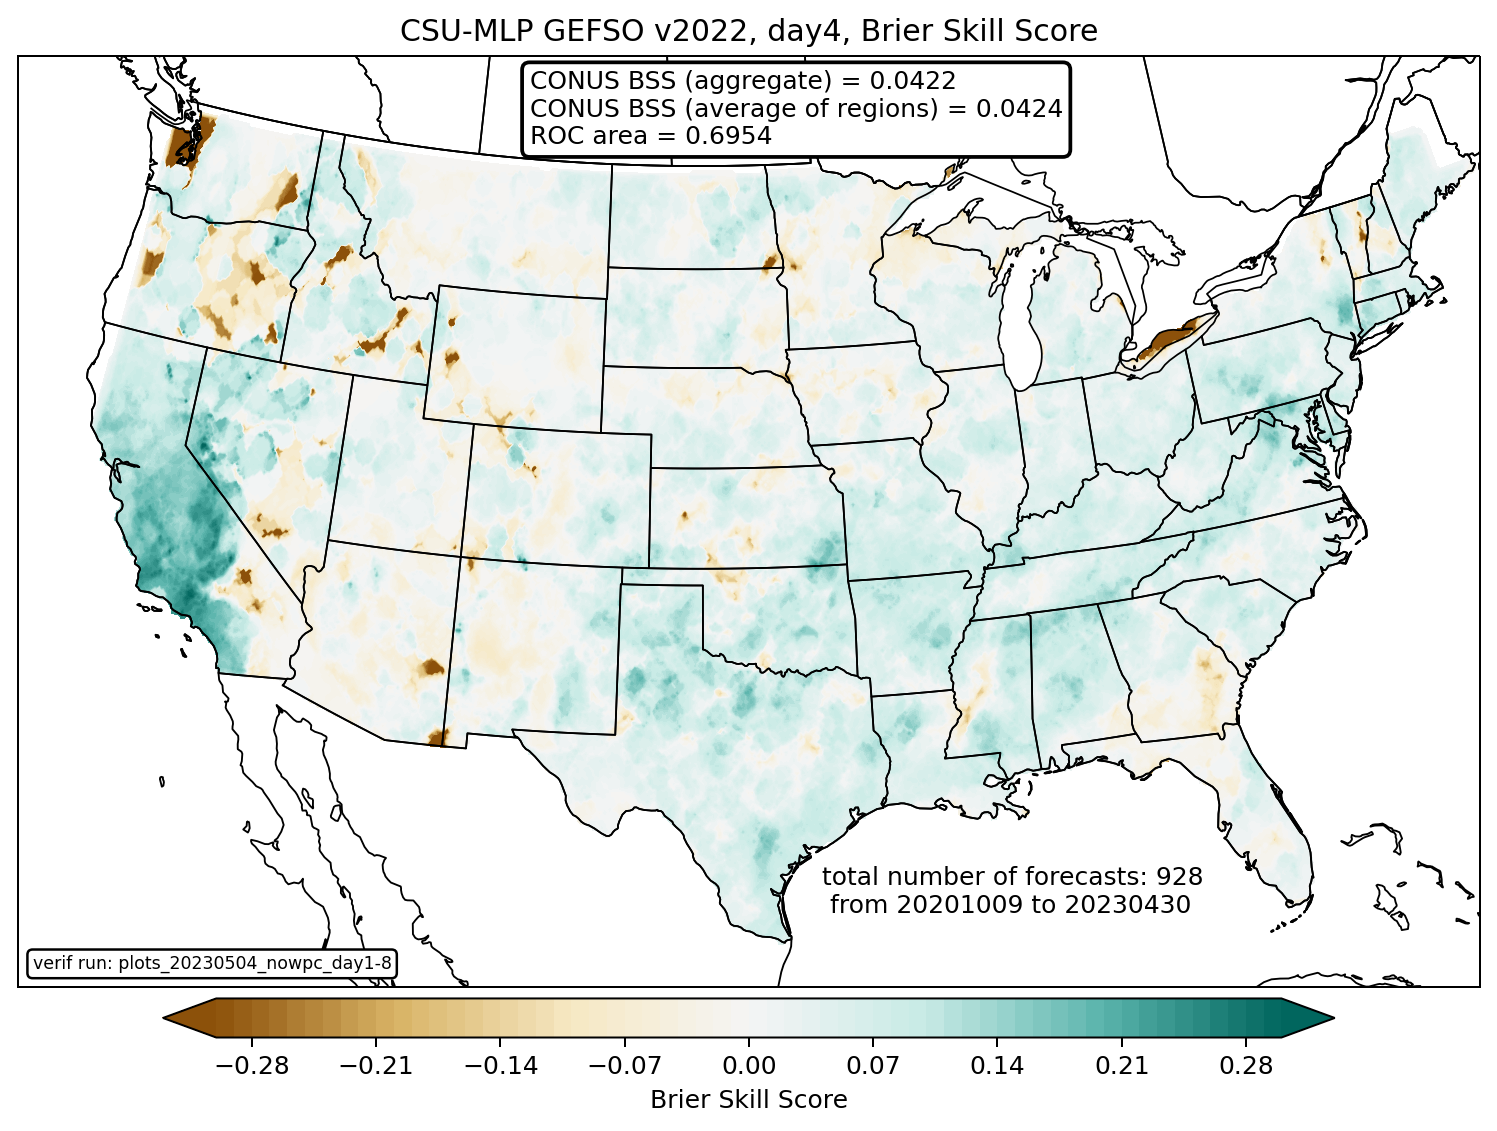 CSU-MLP GEFSO v2022, day4, Brier Skill Score
CONUS BSS (aggregate) = 0.0422
CONUS BSS (average of regions) = 0.0424
ROC area = 0.6954
total number of forecasts: 928
from 20201009 to 20230430
verif run: plots_20230504_nowpc_day1-8
−0.28 −0.21 −0.14 −0.07 0.00 0.07 0.14 0.21 0.28
Brier Skill Score